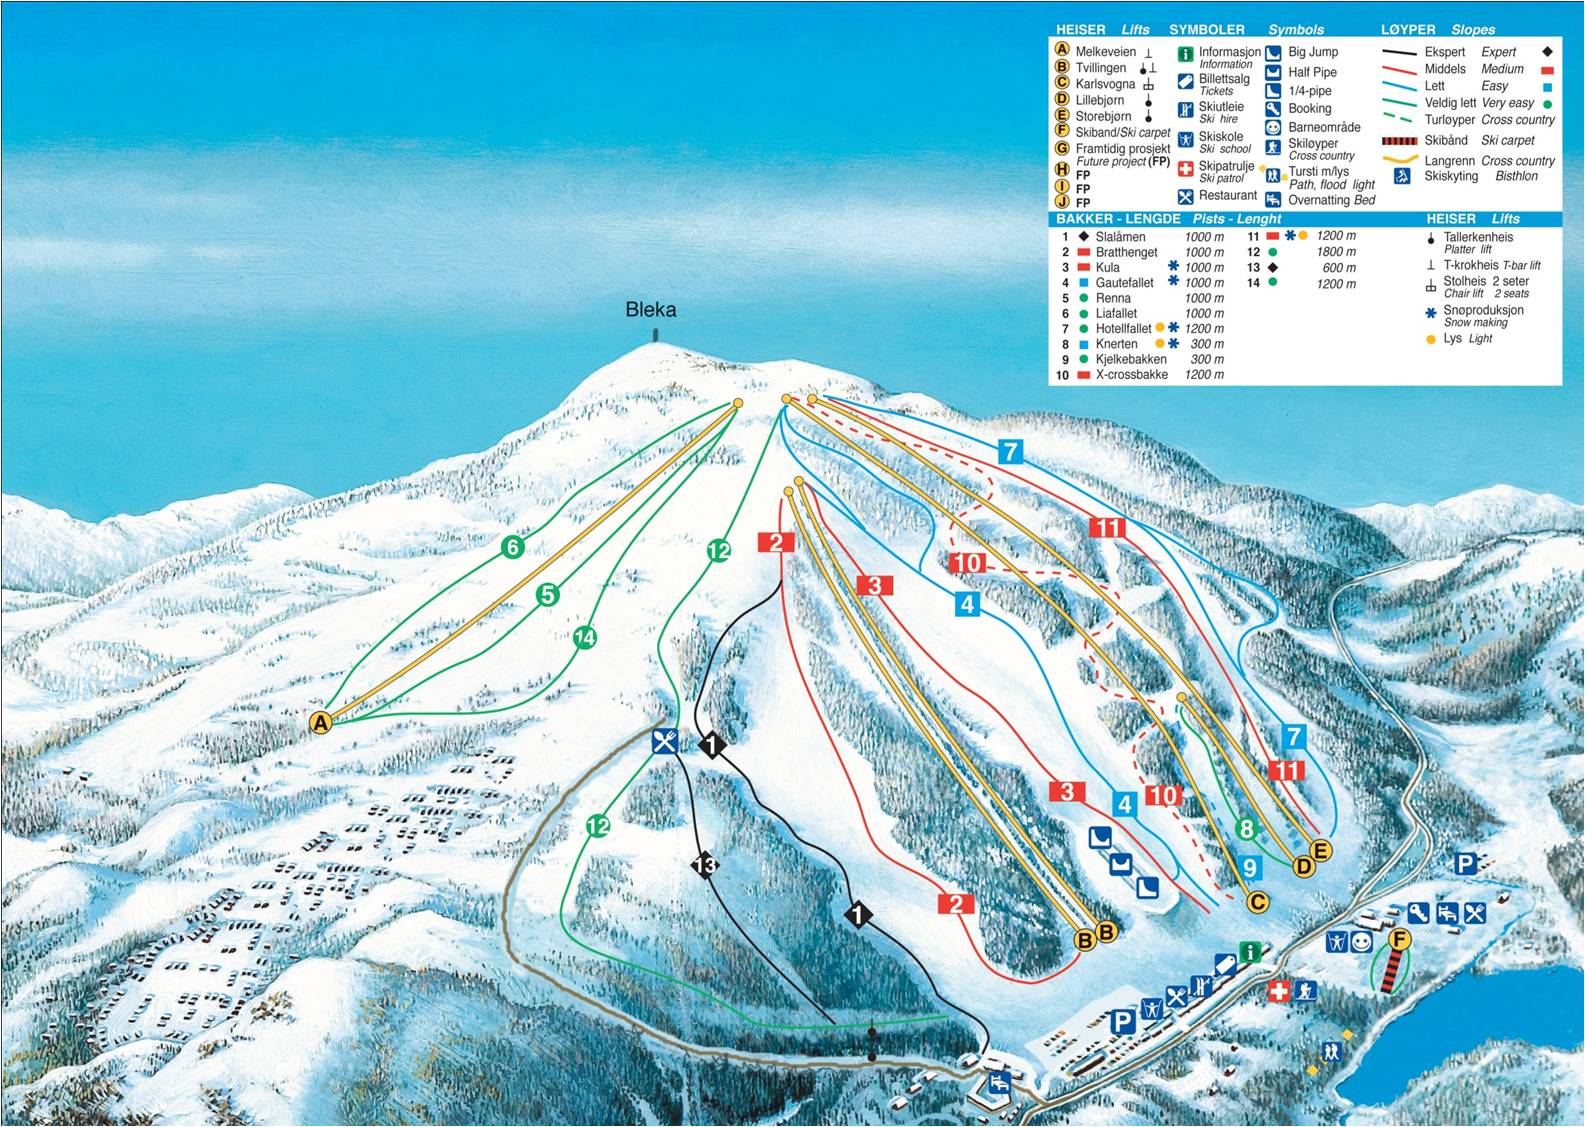 HEISER Lifts SYMBOLER Symbols LØYPER Slopes
A Melkeveien
B Tvillingen
C Karlsvogna
D Lillebjørn
E Storebjørn
F Skiband/Ski carpet
G Framtidig prosjekt
Future project (FP)
H FP
I FP
J FP
i Informasjon
Information
Billettsalg
Tickets
Skiutleie
Ski hire
Skiskole
Ski school
Skipatrulje
Ski patrol
Restaurant
Big Jump
Half Pipe
1/4-pipe
Booking
Barneområde
Skiløyper
Cross country
Tursti m/lys
Path, flood light
Overnatting Bed
Ekspert Expert
Middels Medium
Lett Easy
Veldig lett Very easy
Turløyper Cross country
Skibånd Ski carpet
Langrenn Cross country
Skiskyting Bisthlon
BAKKER - LENGDE Pists - Lenght
1 Slalåmen 1000 m
2 Bratthenget 1000 m
3 Kula 1000 m
4 Gautefallet 1000 m
5 Renna 1000 m
6 Liafallet 1000 m
7 Hotellfallet 1200 m
8 Knerten 300 m
9 Kjelkebakken 300 m
10 X-crossbakke 1200 m
11 1200 m
12 1800 m
13 600 m
14 1200 m
HEISER Lifts
Tallerkenheis
Platter lift
T-krokheis T-bar lift
Stolheis 2 seter
Chair lift 2 seats
Snøproduksjon
Snow making
Lys Light
Bleka
7
11
6
2
12
10
3
5
4
14
A
1
7
11
3
4
10
12
8
13
E
D
P
9
C
2
1
B
B
F
i
P